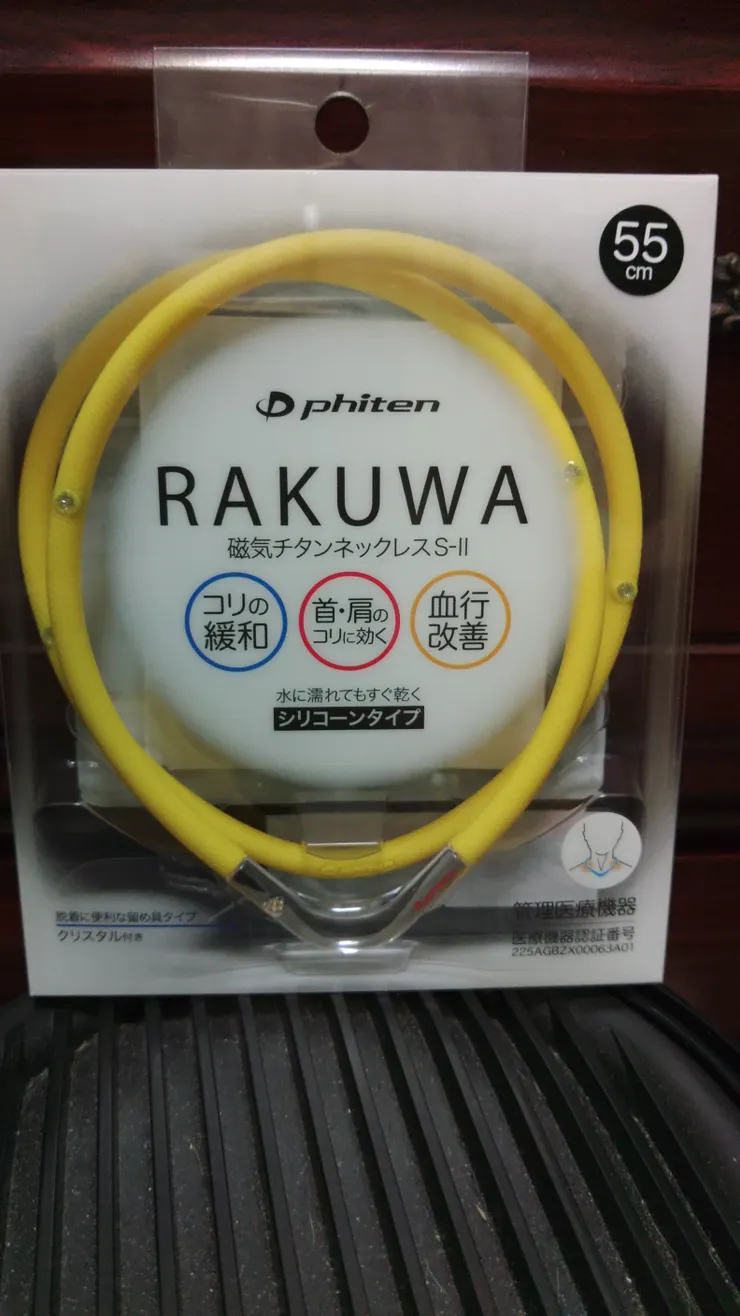 55
cm
phiten
RAKUWA
磁気チタンネックレスS-II
コリの
緩和
首・肩の
コリに効く
血行
改善
水に濡れてもすぐ乾く
シリコーンタイプ
脱着に便利な留め具タイプ
クリスタル付き
管理医療機器
医療機器認証番号
225AGBZX00063A01